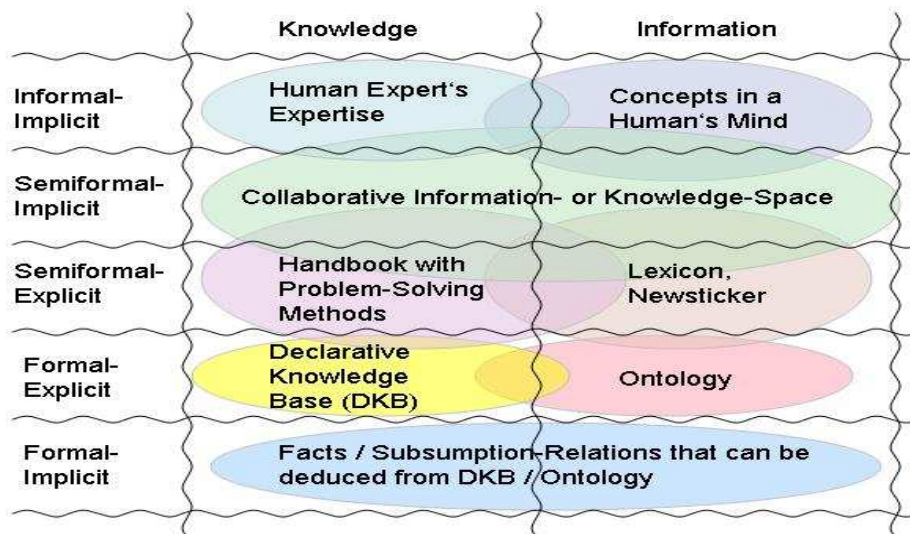 Knowledge
Information
Informal-
Implicit
Human Expert‘s
Expertise
Concepts in a
Human‘s Mind
Semiformal-
Implicit
Collaborative Information- or Knowledge-Space
Semiformal-
Explicit
Handbook with
Problem-Solving
Methods
Lexicon,
Newsticker
Formal-
Explicit
Declarative
Knowledge
Base (DKB)
Ontology
Formal-
Implicit
Facts / Subsumption-Relations that can be
deduced from DKB / Ontology